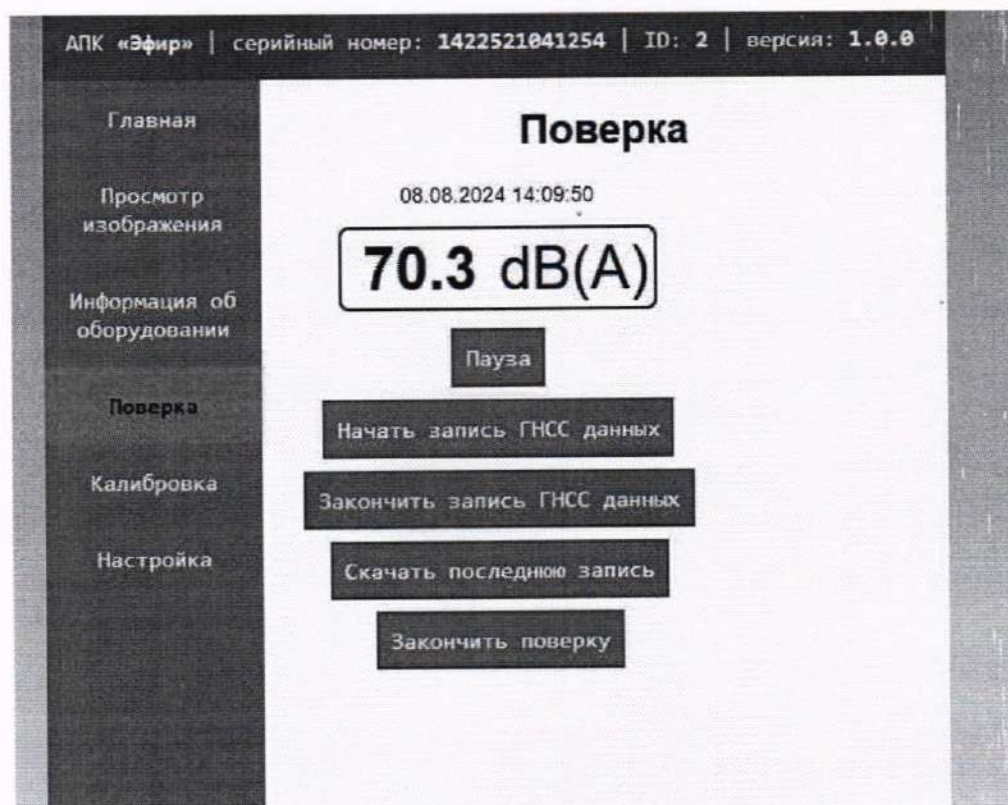 АПК «Эфир» | серийный номер: 1422521041254 | ID: 2 | версия: 1.0.0
Главная
Просмотр
изображения
Информация об
оборудовании
Поверка
Калибровка
Настройка
Поверка
08.08.2024 14:09:50
70.3 dB(A)
Пауза
Начать запись ГНСС данных
Закончить запись ГНСС данных
Скачать последнюю запись
Закончить поверку